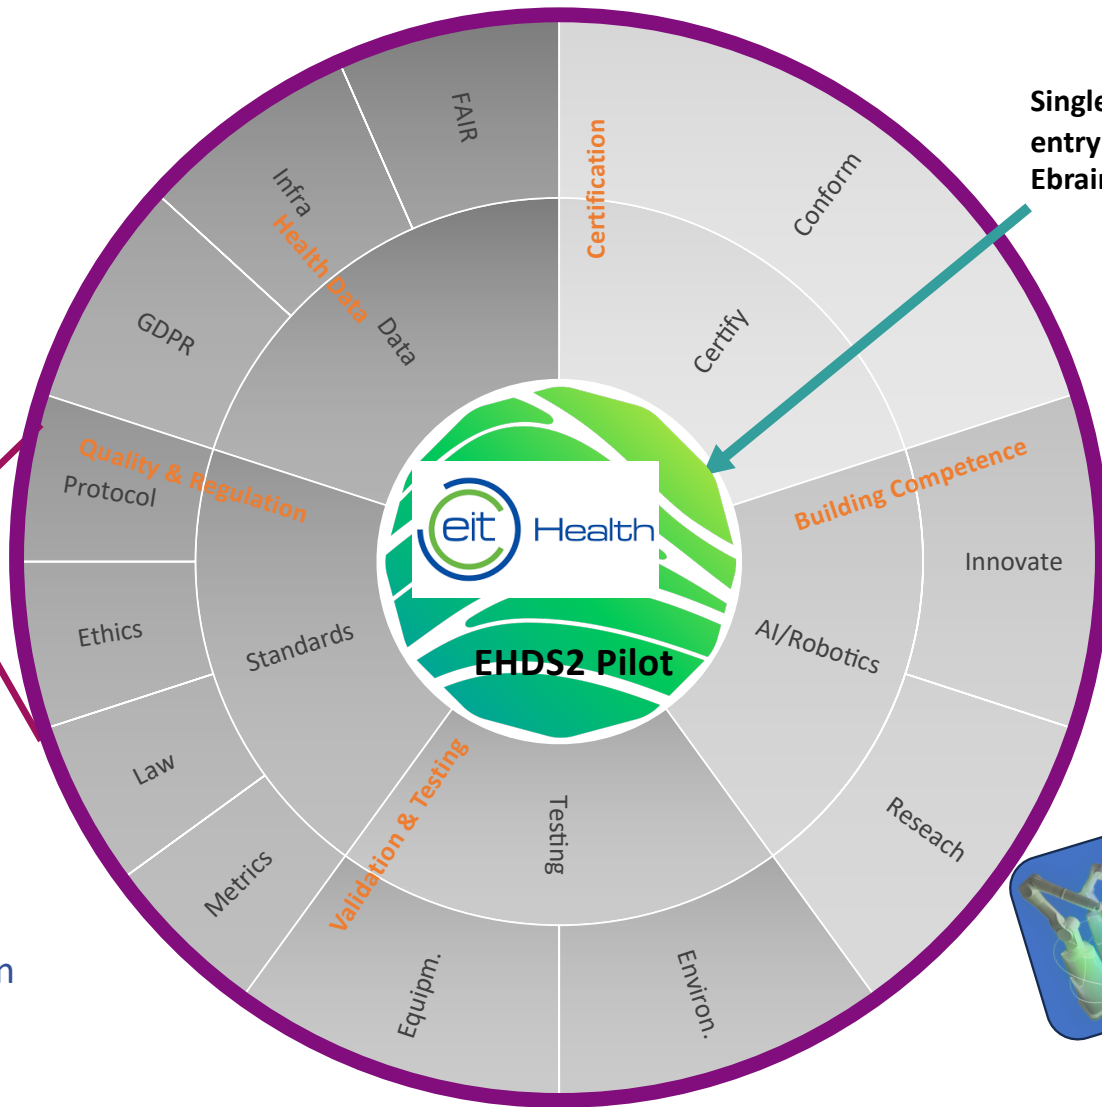 FAIR
Infra
GDPR
Health Data
Data
Certification
Conform
Certify
Single
entry
Ebrai
Quality & Regulation
Protocol
Ethics
Law
Metrics
Standards
eit Health
EHDS2 Pilot
Building Competence
Innovate
AI/Robotics
Reseach
Validation & Testing
Testing
Equipm.
Environ.
n